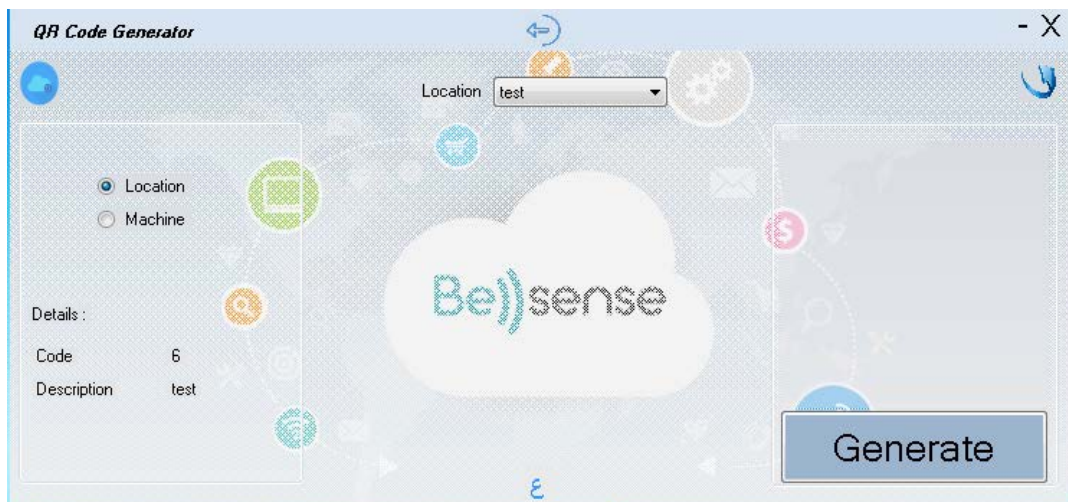 QR Code Generator
- X
Location test
Location
Machine
Details :
Code 6
Description test
Be))sense
Generate
ع